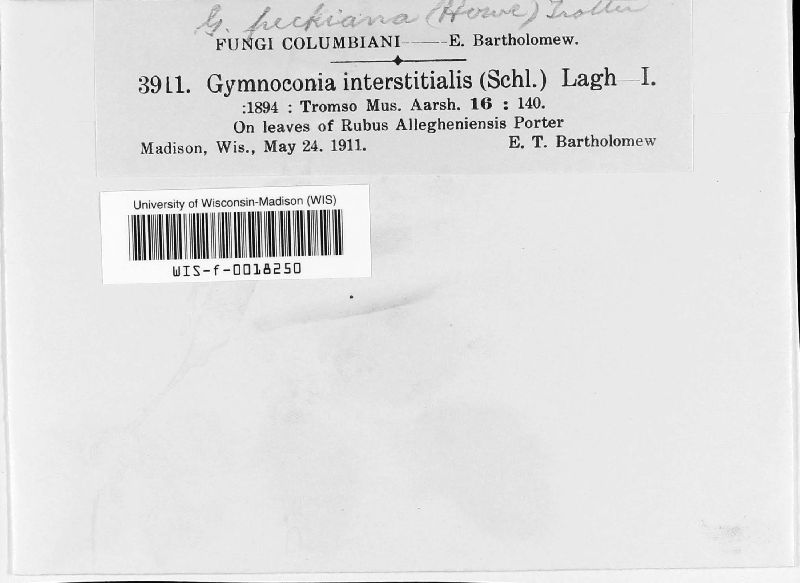 G. peckiana (Howe) Trotter
FUNGI COLUMBIANI—E. Bartholomew.
3911. Gymnoconia interstitialis (Schl.) Lagh—I.
:1894 : Tromso Mus. Aarsh. 16 : 140.
On leaves of Rubus Allegheniensis Porter
Madison, Wis., May 24. 1911. E. T. Bartholomew
University of Wisconsin-Madison (WIS)
WIS-f-0018250